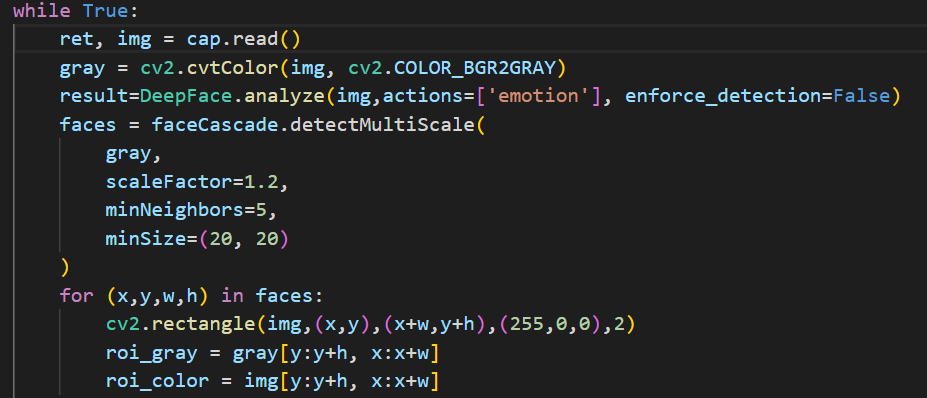 while True:
    ret, img = cap.read()
    gray = cv2.cvtColor(img, cv2.COLOR_BGR2GRAY)
    result=DeepFace.analyze(img,actions=['emotion'], enforce_detection=False)
    faces = faceCascade.detectMultiScale(
        gray,
        scaleFactor=1.2,
        minNeighbors=5,
        minSize=(20, 20)
    )
    for (x,y,w,h) in faces:
        cv2.rectangle(img,(x,y),(x+w,y+h),(255,0,0),2)
        roi_gray = gray[y:y+h, x:x+w]
        roi_color = img[y:y+h, x:x+w]